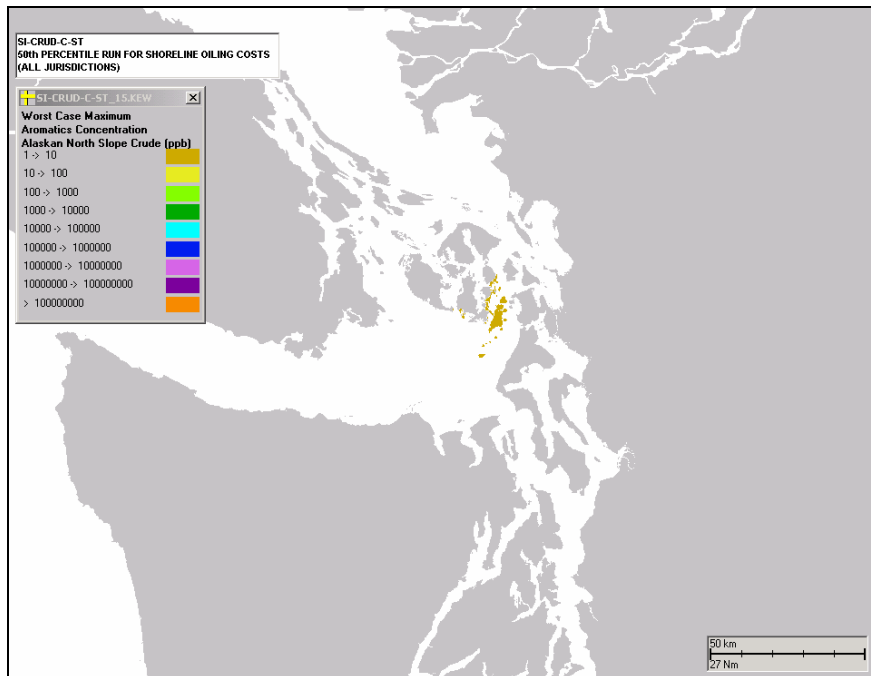 SI-CRUD-C-ST
50th PERCENTILE RUN FOR SHORELINE OILING COSTS
(ALL JURISDICTIONS)
SI-CRUD-C-ST_15.KEW
Worst Case Maximum
Aromatics Concentration
Alaskan North Slope Crude (ppb)
1 -> 10
10 -> 100
100 -> 1000
1000 -> 10000
10000 -> 100000
100000 -> 1000000
1000000 -> 10000000
10000000 -> 100000000
> 100000000
50 km
27 Nm